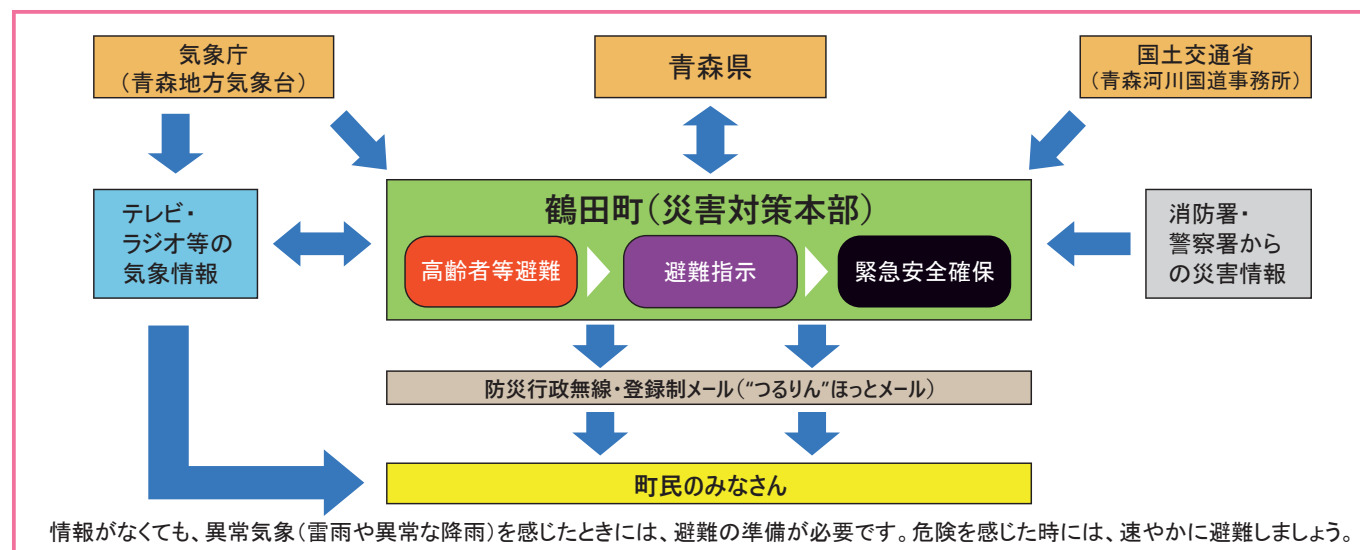 気象庁
（青森地方気象台）
青森県
国土交通省
（青森河川国道事務所）
テレビ・
ラジオ等の
気象情報
鶴田町（災害対策本部）
高齢者等避難
避難指示
緊急安全確保
消防署・
警察署から
の災害情報
防災行政無線・登録制メール（“つるりん”ほっとメール）
町民のみなさん
情報がなくても、異常気象（雷雨や異常な降雨）を感じたときには、避難の準備が必要です。危険を感じた時には、速やかに避難しましょう。